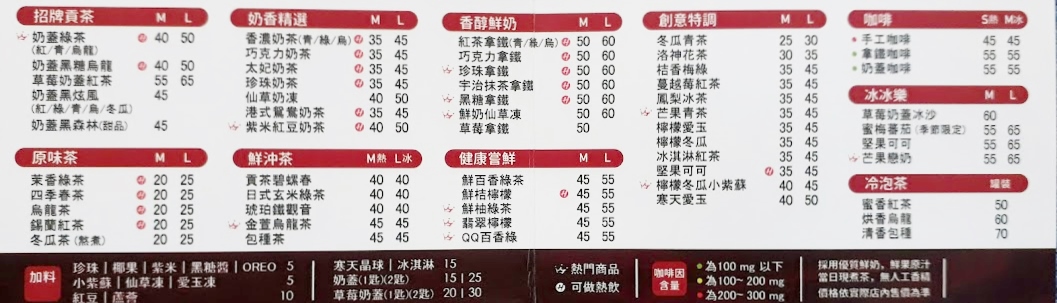 招牌貢茶 M L
奶蓋綠茶 40 50
(紅/青/烏龍)
奶蓋黑糖烏龍 40 50
草莓奶蓋紅茶 55 65
奶蓋黑炫風 45
(紅/綠/青/烏/冬瓜)
奶蓋黑森林(甜品) 45
原味茶 M L
茉香綠茶 20 25
四季春茶 20 25
烏龍茶 20 25
錫蘭紅茶 20 25
冬瓜茶(熬煮) 20 25
奶香精選 M L
香濃奶茶(青/綠/烏) 35 45
巧克力奶茶 35 45
太妃奶茶 35 45
珍珠奶茶 35 45
仙草奶凍 40 50
港式鴛鴦奶茶 35 45
紫米紅豆奶茶 40 50
鮮沖茶 M熱 L冰
貢茶碧螺春 40 40
日式玄米綠茶 40 40
琥珀鐵觀音 40 40
金萱烏龍茶 45 45
包種茶 45 45
香醇鮮奶 M L
紅茶拿鐵(青/綠/烏) 50 60
巧克力拿鐵 50 60
珍珠拿鐵 50 60
宇治抹茶拿鐵 50 60
黑糖拿鐵 50 60
鮮奶仙草凍 50 60
草莓拿鐵 50
健康嘗鮮 M L
鮮百香綠茶 45 55
鮮桔檸檬 45 55
鮮柚綠茶 45 55
翡翠檸檬 45 55
QQ百香綠 45 55
創意特調 M L
冬瓜青茶 25 30
洛神花茶 30 35
桔香梅綠 35 45
蔓越莓紅茶 35 45
鳳梨冰茶 35 45
芒果青茶 35 45
檸檬愛玉 35 45
檸檬冬瓜 35 45
冰淇淋紅茶 35 45
堅果可可 35 45
檸檬冬瓜小紫蘇 40 45
寒天愛玉 40 50
咖啡 S熱 M冰
手工咖啡 45 45
拿鐵咖啡 55 55
奶蓋咖啡 55 55
冰冰樂 M L
草莓奶蓋冰沙 60
蜜梅蕃茄(季節限定) 55 65
堅果可可 55 65
芒果戀奶 55 65
冷泡茶 罐裝
蜜香紅茶 50
烘香烏龍 60
清香包種 70
加料
珍珠|椰果|紫米|黑糖醬|OREO 5
小紫蘇|仙草凍|愛玉凍 5
紅豆|蘆薈 10
寒天晶球|冰淇淋 15
奶蓋(1匙)(2匙) 15|25
草莓奶蓋(1匙)(2匙) 20|30
熱門商品
可做熱飲
咖啡因
含量
為100 mg 以下
為100~200 mg
為200~300 mg
採用優質鮮奶，鮮果原汁
當日現煮茶，無人工香精
價格依實際店內售價為準